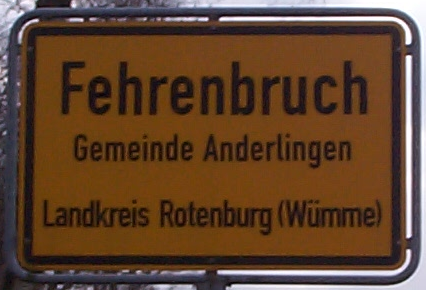 Fehrenbruch
Gemeinde Anderlingen
Landkreis Rotenburg (Wümme)